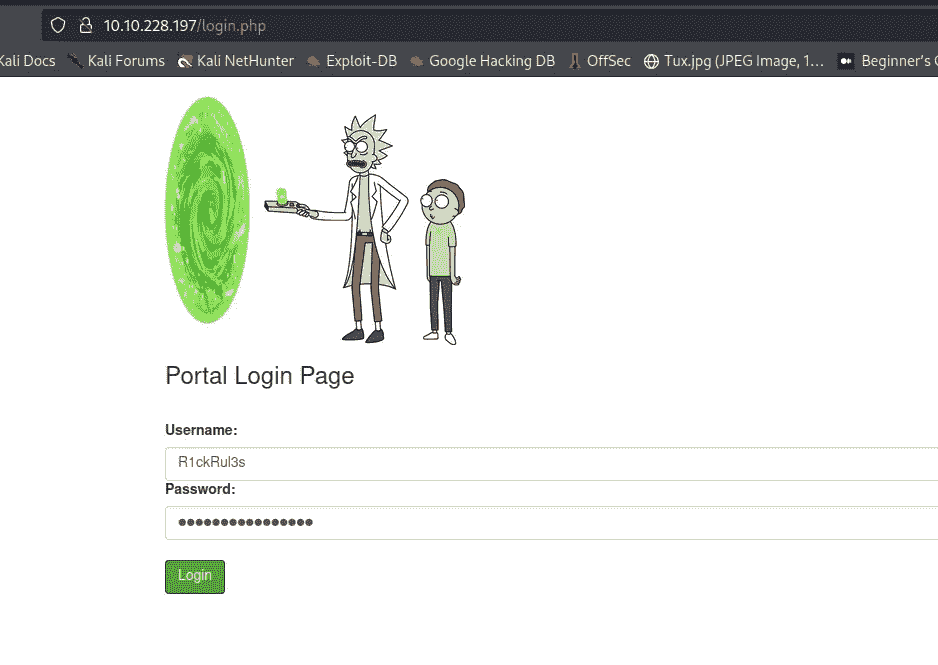 10.10.228.197/login.php
Kali Docs Kali Forums Kali NetHunter Exploit-DB Google Hacking DB OffSec Tux.jpg (JPEG Image, 1... Beginner's
Portal Login Page
Username:
R1ckRul3s
Password:
●●●●●●●●●●●●●●●●
Login